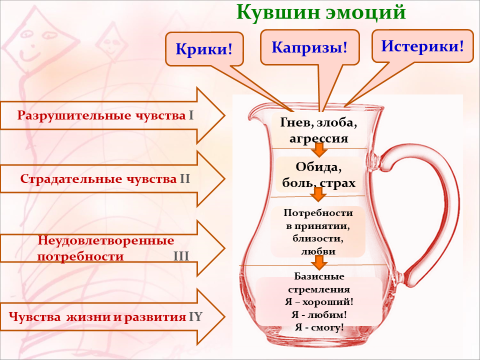 Кувшин эмоций
Крики!
Капризы!
Истерики!
Разрушительные чувства I
Гнев, злоба,
агрессия
Страдательные чувства II
Обида,
боль, страх
Неудовлетворенные
потребности III
Потребности
в принятии,
близости,
любви
Чувства жизни и развития IY
Базисные
стремления
Я – хороший!
Я - любим!
Я - смогу!